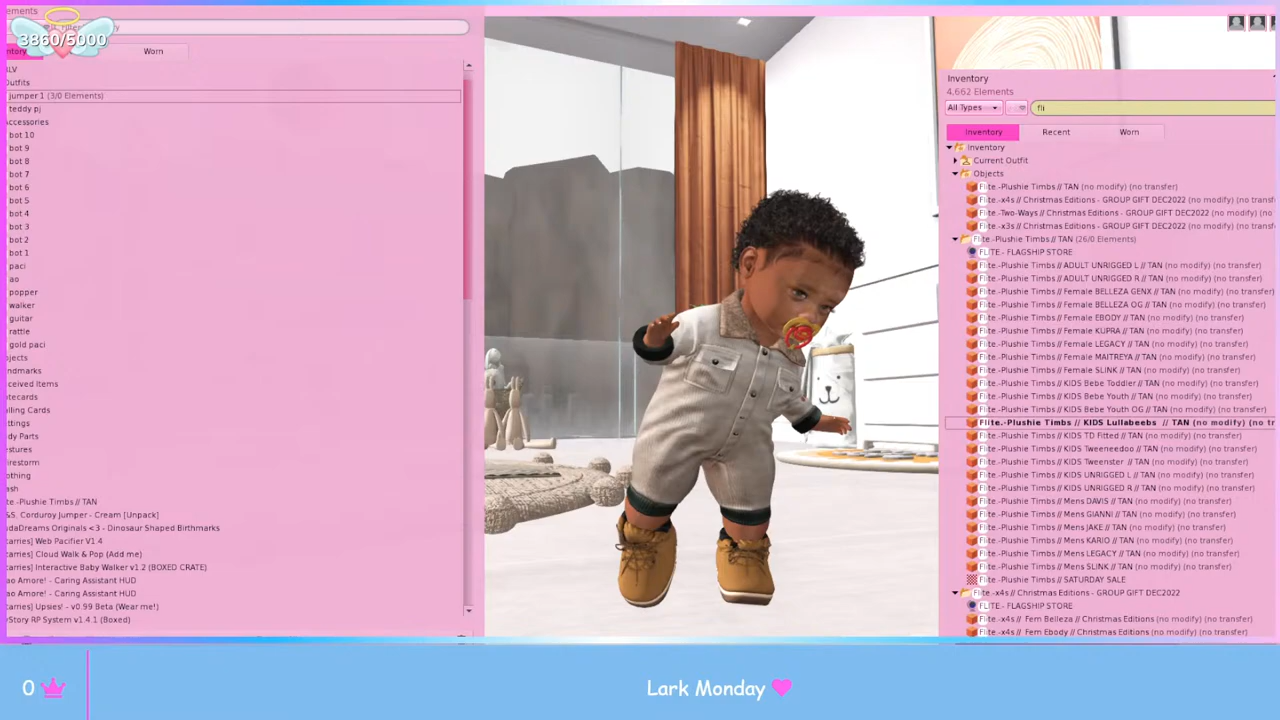 lements
3860/5000
Worn
LV
Outfits
jumper 1 (3/0 Elements)
teddy pj
ccessories
bot 10
bot 9
bot 8
bot 7
bot 6
bot 5
bot 4
bot 3
bot 2
bot 1
paci
ao
popper
walker
guitar
rattle
gold paci
bjects
ndmarks
ceived Items
otecards
alling Cards
ttings
dy Parts
estures
irestorm
othing
ash
ite -Plushie Timbs // TAN
&S. Corduroy Jumper - Cream [Unpack]
daDreams Originals <3 - Dinosaur Shaped Birthmarks
carnies] Web Pacifier V1.4
carnies] Cloud Walk & Pop (Add me)
carnies] Interactive Baby Walker v1.2 (BOXED CRATE)
ao Amore! - Caring Assistant HUD
ao Amore! - Caring Assistant HUD
carnies] Upsies! - v0.99 Beta (Wear me!)
yStory RP System v1.4.1 (Boxed)
Inventory
4,662 Elements
All Types
fli
Inventory
Recent
Worn
Inventory
Current Outfit
Objects
Flite.-Plushie Timbs // TAN (no modify) (no transfer)
Flite.-x4s // Christmas Editions - GROUP GIFT DEC2022 (no modify) (no transfer)
Flite.-Two-Ways // Christmas Editions - GROUP GIFT DEC2022 (no modify) (no transfer)
Flite.-x3s // Christmas Editions - GROUP GIFT DEC2022 (no modify) (no transfer)
Flite.-Plushie Timbs // TAN (26/0 Elements)
FLITE - FLAGSHIP STORE
Flite.-Plushie Timbs // ADULT UNRIGGED L // TAN (no modify) (no transfer)
Flite.-Plushie Timbs // ADULT UNRIGGED R // TAN (no modify) (no transfer)
Flite.-Plushie Timbs // Female BELLEZA GENX // TAN (no modify) (no transfer)
Flite.-Plushie Timbs // Female BELLEZA OG // TAN (no modify) (no transfer)
Flite.-Plushie Timbs // Female EBODY // TAN (no modify) (no transfer)
Flite.-Plushie Timbs // Female KUPRA // TAN (no modify) (no transfer)
Flite.-Plushie Timbs // Female LEGACY // TAN (no modify) (no transfer)
Flite.-Plushie Timbs // Female MAITREYA // TAN (no modify) (no transfer)
Flite.-Plushie Timbs // Female SLINK // TAN (no modify) (no transfer)
Flite.-Plushie Timbs // KIDS Bebe Toddler // TAN (no modify) (no transfer)
Flite.-Plushie Timbs // KIDS Bebe Youth // TAN (no modify) (no transfer)
Flite.-Plushie Timbs // KIDS Bebe Youth OG // TAN (no modify) (no transfer)
Flite.-Plushie Timbs // KIDS Lullabeebs // TAN (no modify) (no tr
Flite.-Plushie Timbs // KIDS TD Fitted // TAN (no modify) (no transfer)
Flite.-Plushie Timbs // KIDS Tweeneedoo // TAN (no modify) (no transfer)
Flite.-Plushie Timbs // KIDS Tweenster // TAN (no modify) (no transfer)
Flite.-Plushie Timbs // KIDS UNRIGGED L // TAN (no modify) (no transfer)
Flite.-Plushie Timbs // KIDS UNRIGGED R // TAN (no modify) (no transfer)
Flite.-Plushie Timbs // Mens DAVIS // TAN (no modify) (no transfer)
Flite.-Plushie Timbs // Mens GIANNI // TAN (no modify) (no transfer)
Flite.-Plushie Timbs // Mens JAKE // TAN (no modify) (no transfer)
Flite.-Plushie Timbs // Mens KARIO // TAN (no modify) (no transfer)
Flite.-Plushie Timbs // Mens LEGACY // TAN (no modify) (no transfer)
Flite.-Plushie Timbs // Mens SLINK // TAN (no modify) (no transfer)
Flite.-Plushie Timbs // SATURDAY SALE
Flite.-x4s // Christmas Editions - GROUP GIFT DEC2022
FLITE - FLAGSHIP STORE
Flite.-x4s // Fem Belleza // Christmas Editions (no modify) (no transfer)
Flite.-x4s // Fem Ebody // Christmas Editions (no modify) (no transfer)
0
Lark Monday